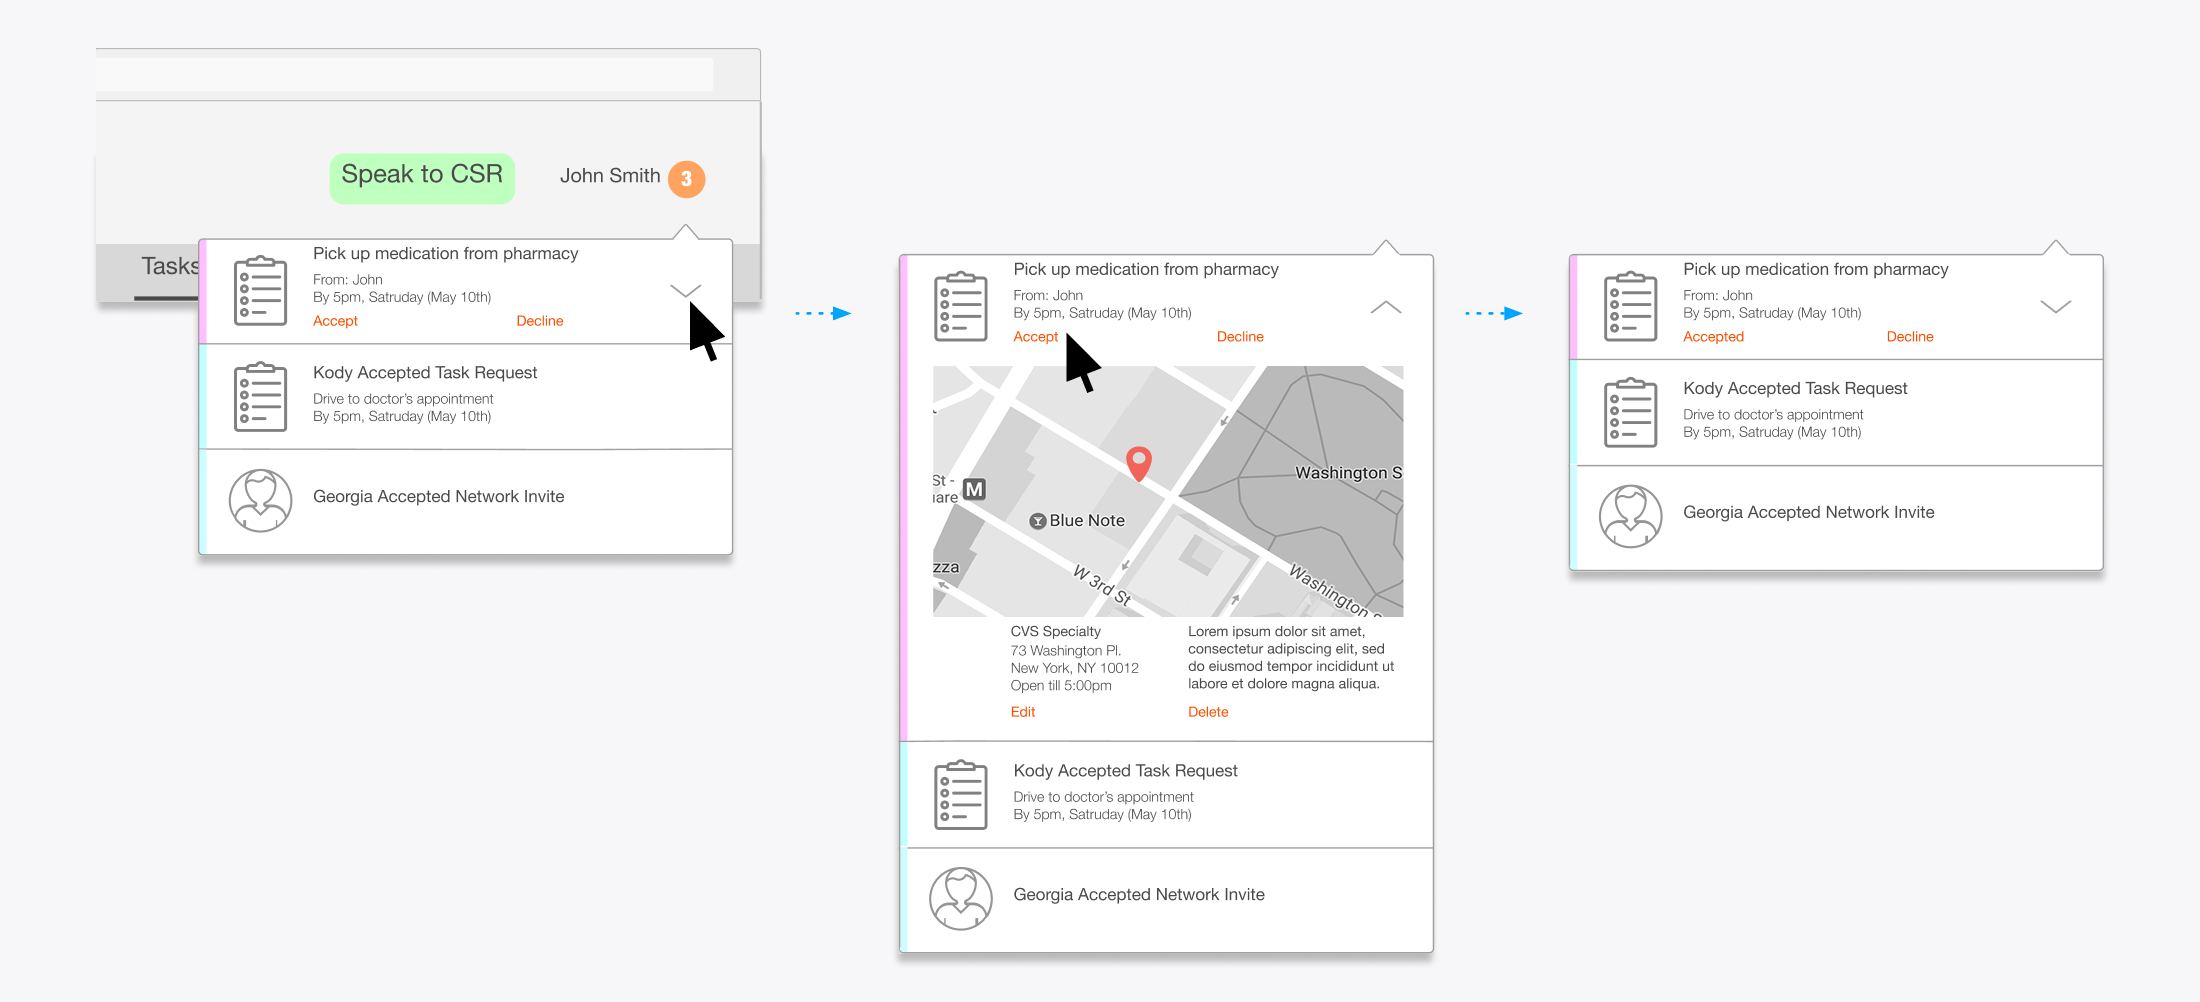 Speak to CSR
John Smith 3
Tasks
Pick up medication from pharmacy
From: John
By 5pm, Satruday (May 10th)
Accept Decline
Kody Accepted Task Request
Drive to doctor's appointment
By 5pm, Satruday (May 10th)
Georgia Accepted Network Invite
Pick up medication from pharmacy
From: John
By 5pm, Satruday (May 10th)
Accept Decline
Washington S
St -
uare M
Blue Note
zza
W 3rd St
Washington S
CVS Specialty
73 Washington Pl.
New York, NY 10012
Open till 5:00pm
Edit
Lorem ipsum dolor sit amet,
consectetur adipiscing elit, sed
do eiusmod tempor incididunt ut
labore et dolore magna aliqua.
Delete
Kody Accepted Task Request
Drive to doctor's appointment
By 5pm, Satruday (May 10th)
Georgia Accepted Network Invite
Pick up medication from pharmacy
From: John
By 5pm, Satruday (May 10th)
Accepted Decline
Kody Accepted Task Request
Drive to doctor's appointment
By 5pm, Satruday (May 10th)
Georgia Accepted Network Invite